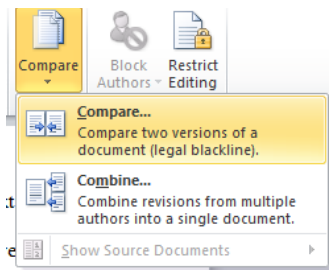 Compare
Block
Authors
Restrict
Editing
Compare...
Compare two versions of a
document (legal blackline).
Combine...
Combine revisions from multiple
authors into a single document.
Show Source Documents